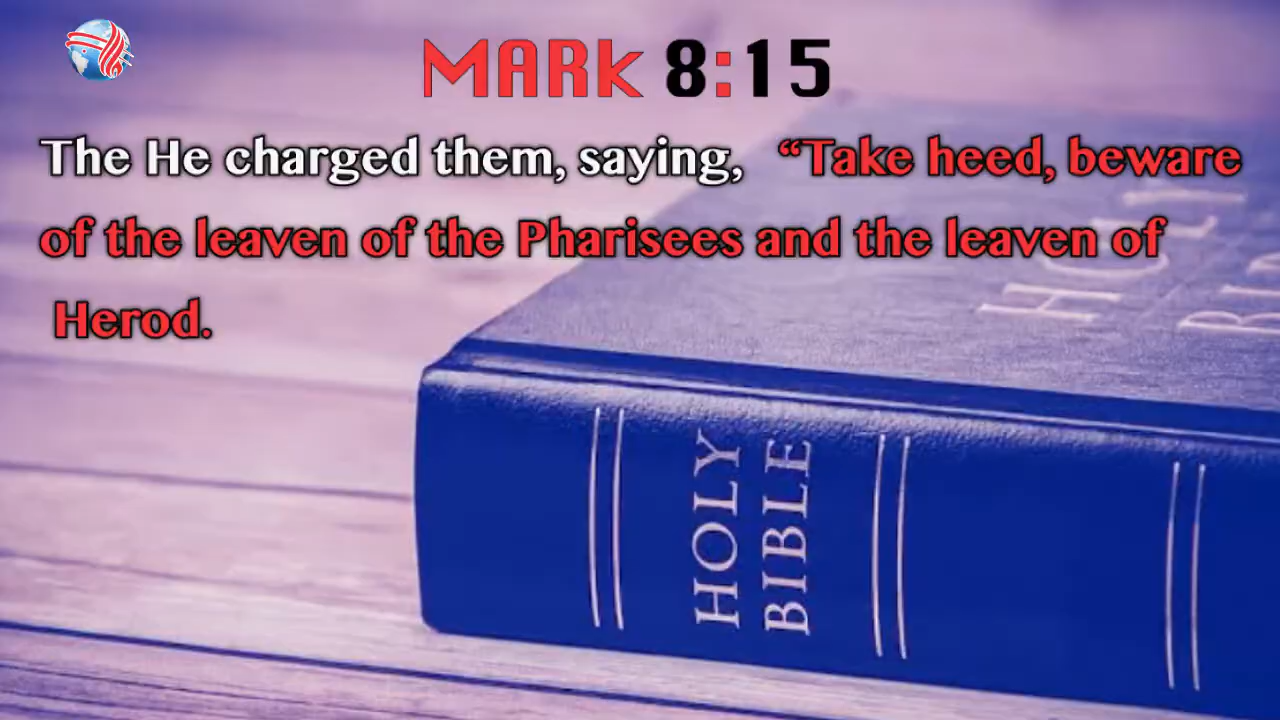 MARK 8:15
The He charged them, saying, “Take heed, beware
of the leaven of the Pharisees and the leaven of
Herod.
HOLY
BIBLE
HOLY